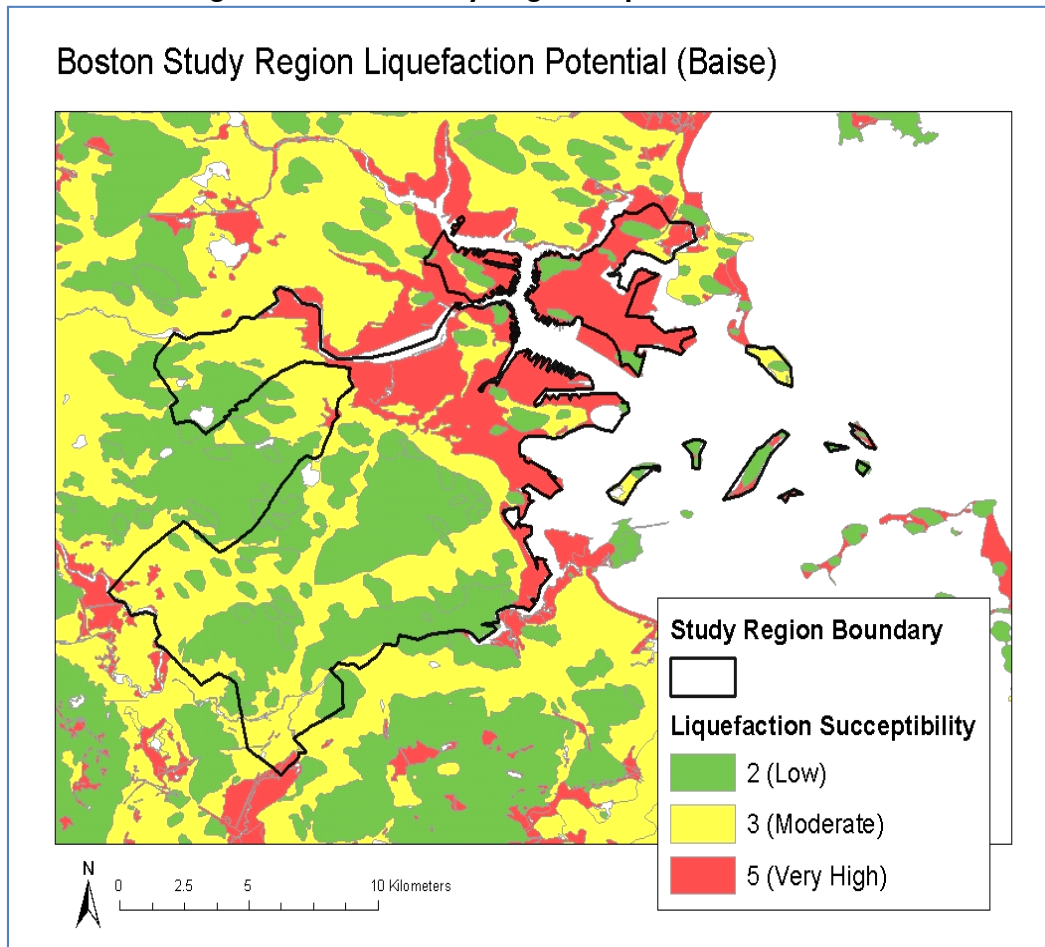 Boston Study Region Liquefaction Potential (Baise)
Study Region Boundary
Liquefaction Succeptibility
2 (Low)
3 (Moderate)
5 (Very High)
N
0 2.5 5 10 Kilometers